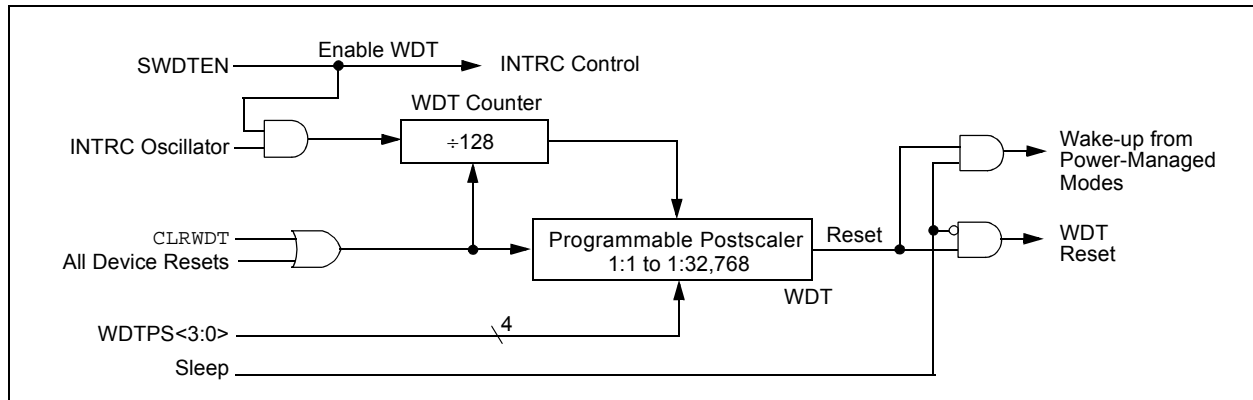 Enable WDT
SWDTEN
INTRC Control
WDT Counter
INTRC Oscillator
÷128
Wake-up from
Power-Managed
Modes
CLRWDT
All Device Resets
Programmable Postscaler
1:1 to 1:32,768
Reset
WDT
Reset
WDT
4
WDTPS<3:0>
Sleep